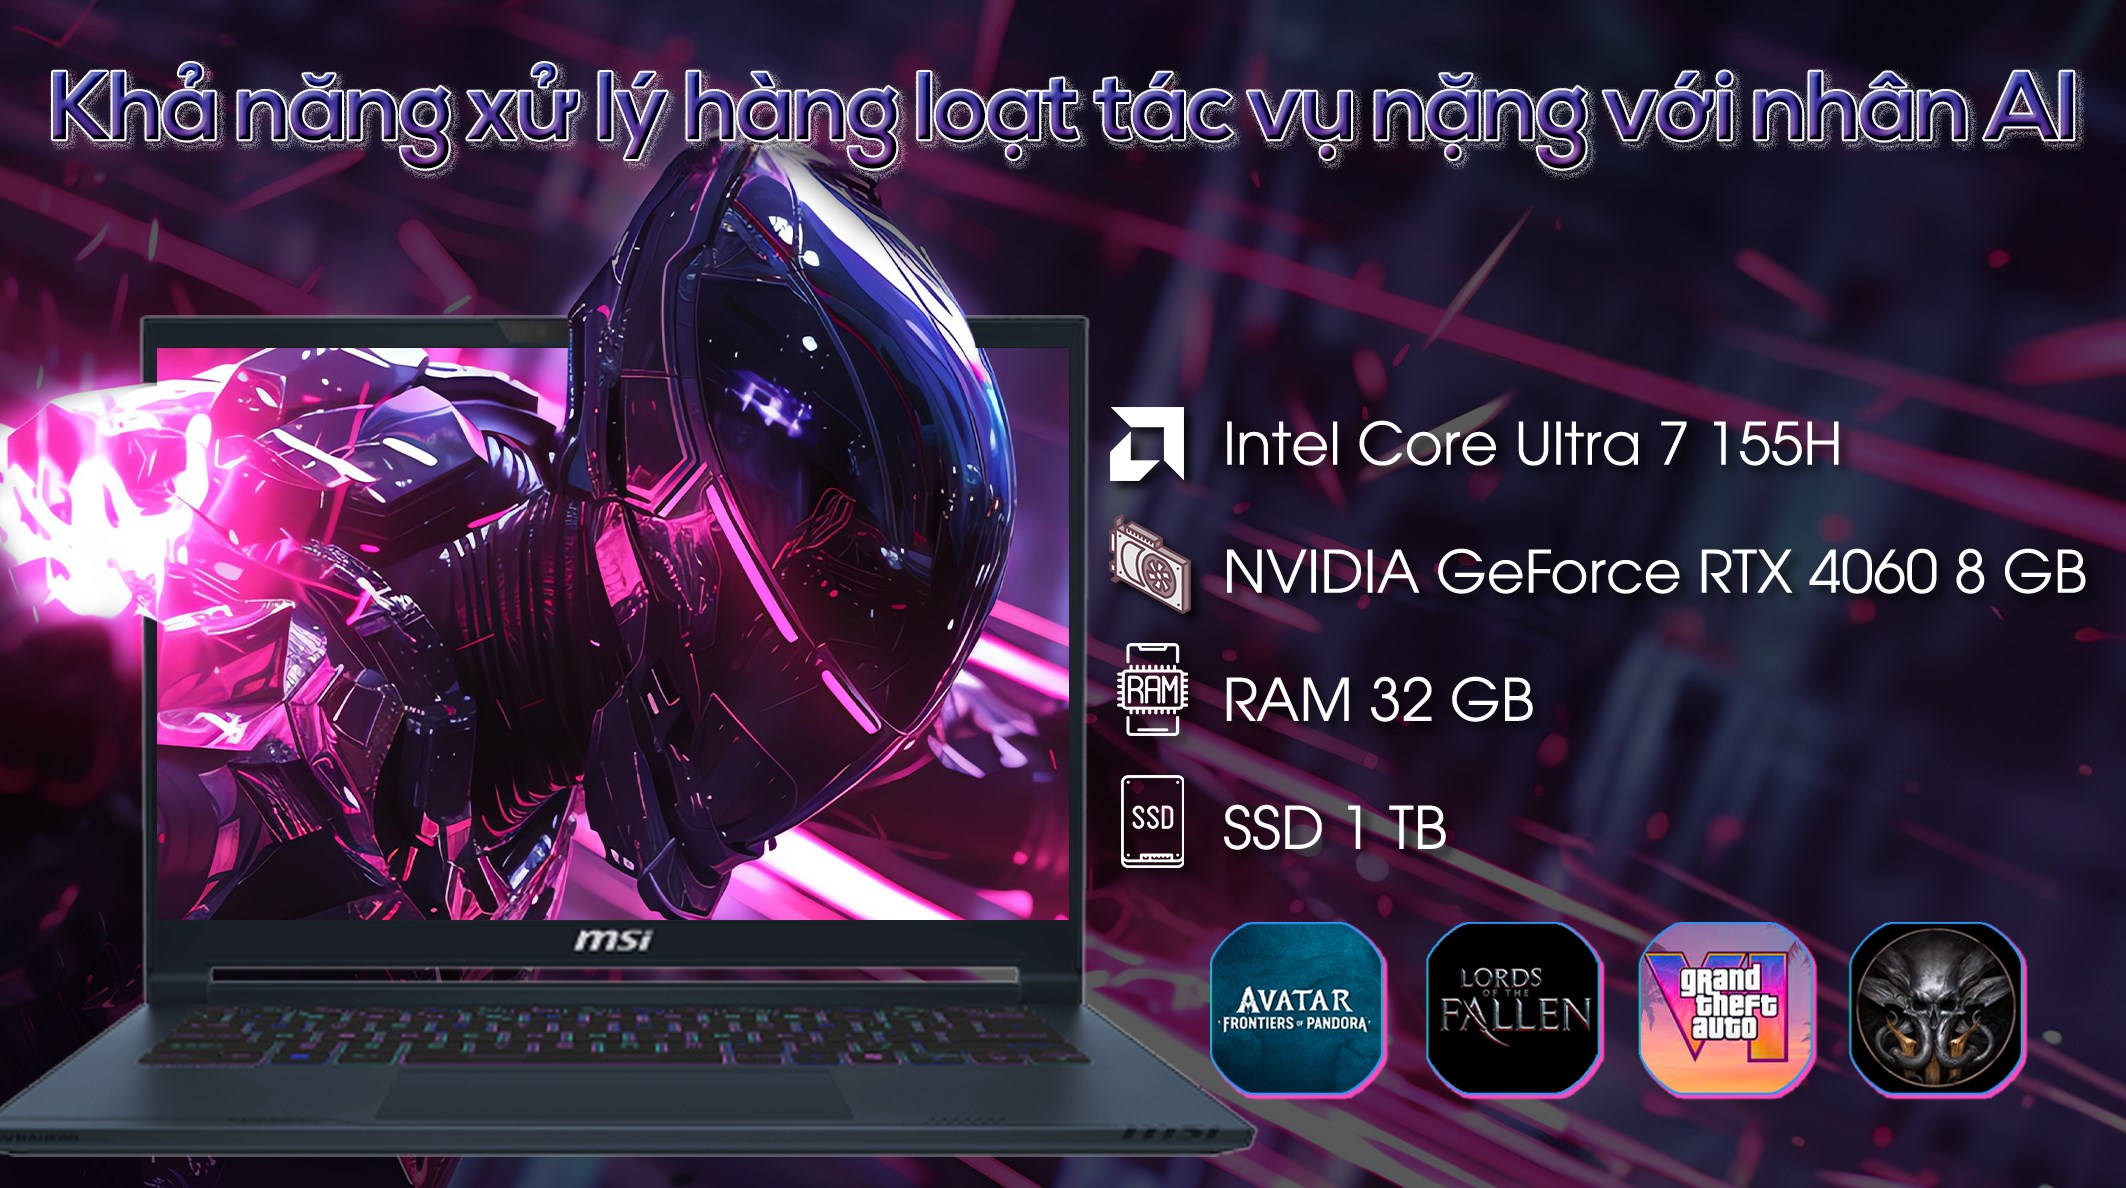 Khả năng xử lý hàng loạt tác vụ nặng với nhân AI
Intel Core Ultra 7 155H
NVIDIA GeForce RTX 4060 8 GB
RAM
RAM 32 GB
SSD
SSD 1 TB
msi
AVATAR
FRONTIERS OF PANDORA
LORDS
OF THE
FALLEN
VI
grand
theft
auto
msi